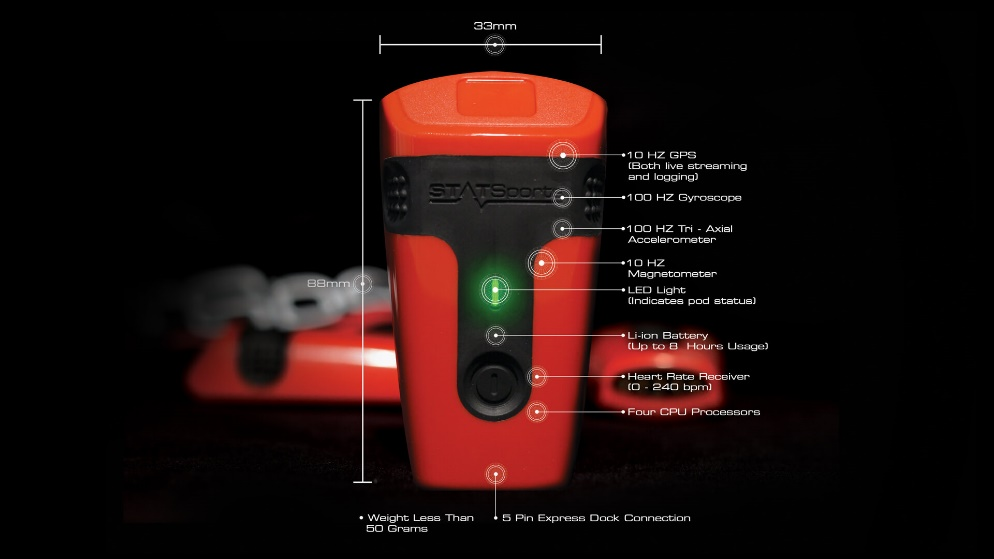 33mm
STATSports
10 HZ GPS
(Both live streaming
and logging)
100 HZ Gyroscope
100 HZ Tri - Axial
Accelerometer
10 HZ
Magnetometer
88mm
LED Light
(Indicates pod status)
Li-ion Battery
(Up to 8 Hours Usage)
Heart Rate Receiver
(0 - 240 bpm)
Four CPU Processors
• Weight Less Than
50 Grams
5 Pin Express Dock Connection